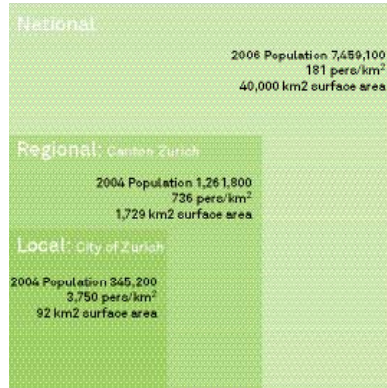 National
2006 Population 7,459,100
181 pers/km²
40,000 km2 surface area
Regional: Canton Zurich
2004 Population 1,261,800
736 pers/km²
1,729 km2 surface area
Local: City of Zurich
2004 Population 345,200
3,750 pers/km²
92 km2 surface area